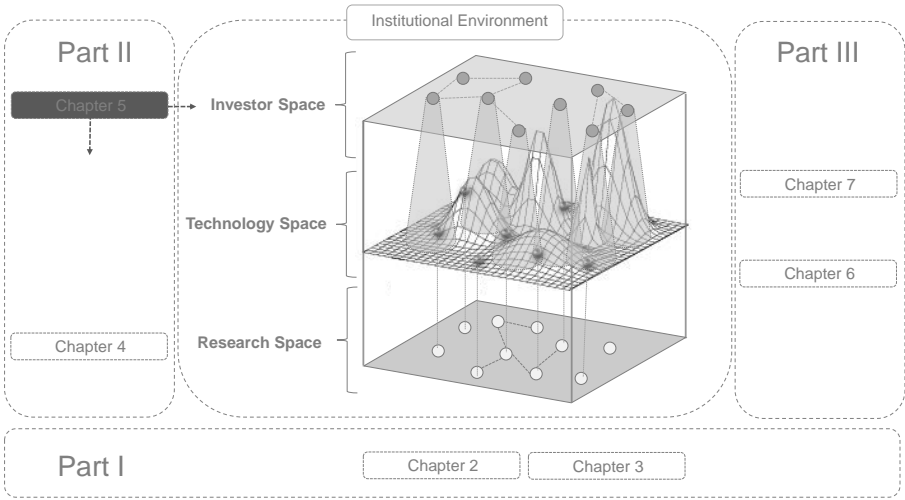 Institutional Environment
Part II
Part III
Chapter 5
Investor Space
Chapter 7
Technology Space
Chapter 6
Research Space
Chapter 4
Part I
Chapter 2
Chapter 3